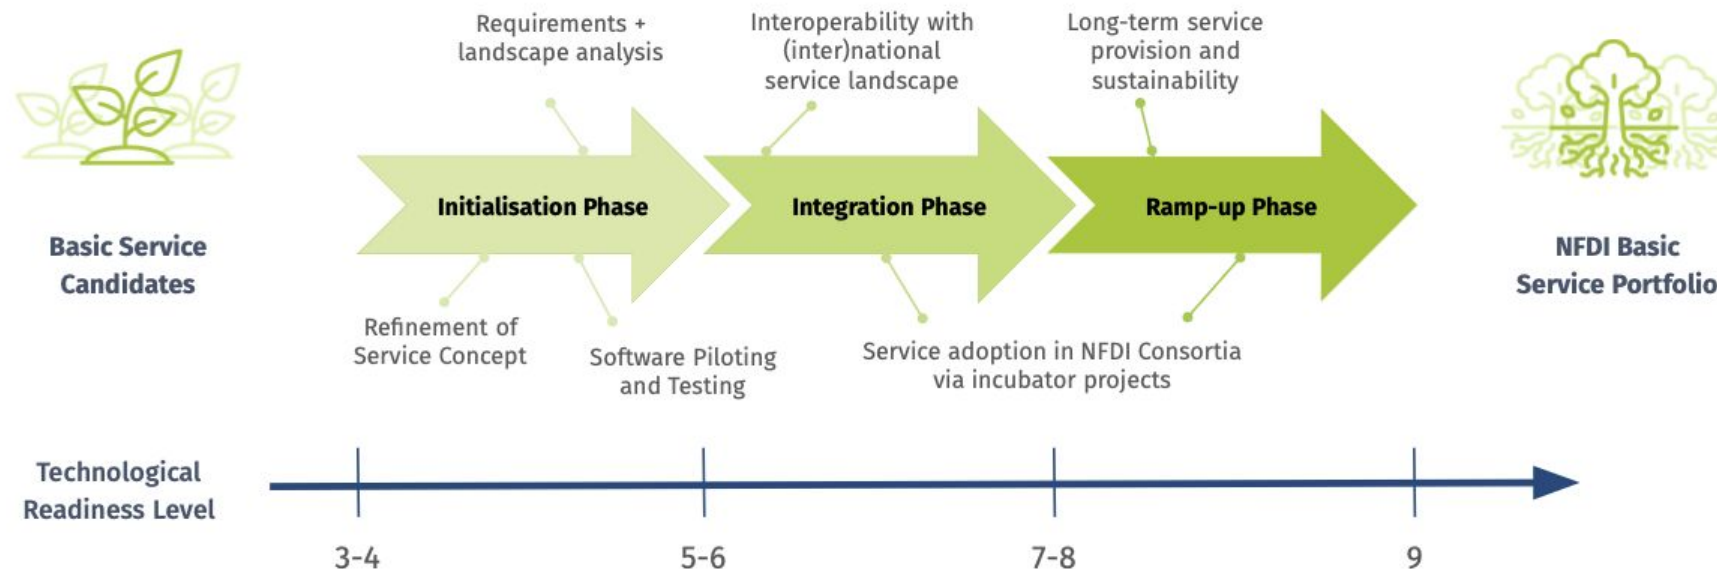 Requirements +
landscape analysis
Interoperability with
(inter)national
service landscape
Long-term service
provision and
sustainability
Basic Service
Candidates
Initialisation Phase
Integration Phase
Ramp-up Phase
NFDI Basic
Service Portfolio
Refinement of
Service Concept
Software Piloting
and Testing
Service adoption in NFDI Consortia
via incubator projects
Technological
Readiness Level
3-4
5-6
7-8
9